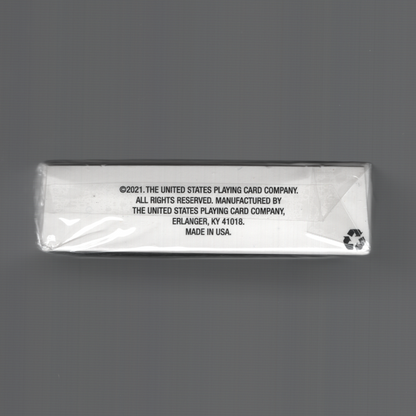 ©2021. THE UNITED STATES PLAYING CARD COMPANY.
ALL RIGHTS RESERVED. MANUFACTURED BY
THE UNITED STATES PLAYING CARD COMPANY,
ERLANGER, KY 41018.
MADE IN USA.